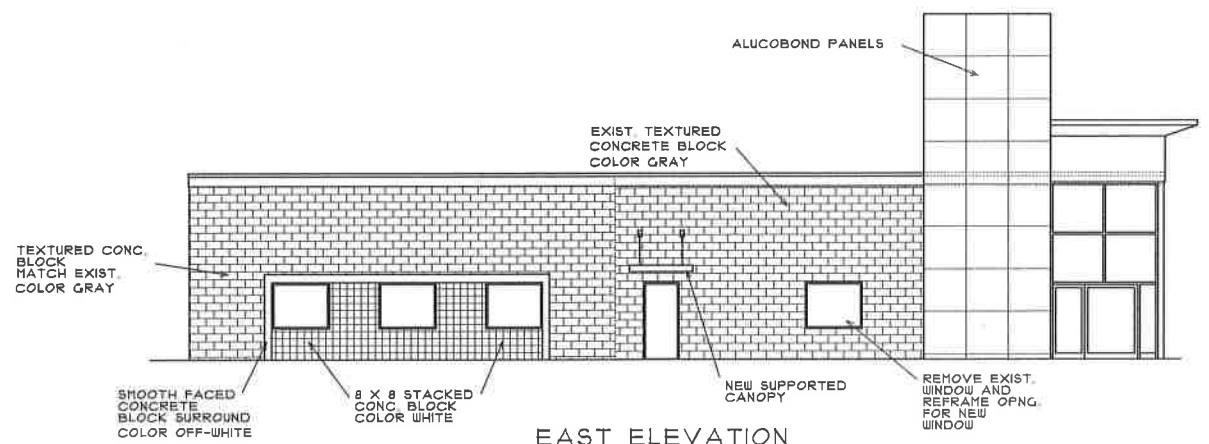 ALUCOBOND PANELS
EXIST. TEXTURED
CONCRETE BLOCK
COLOR GRAY
TEXTURED CONC.
BLOCK
MATCH EXIST.
COLOR GRAY
SMOOTH FACED
CONCRETE
BLOCK SURROUND
COLOR OFF-WHITE
8 X 8 STACKED
CONC. BLOCK
COLOR WHITE
NEW SUPPORTED
CANOPY
REMOVE EXIST.
WINDOW AND
REFRAME OPNG.
FOR NEW
WINDOW
EAST ELEVATION